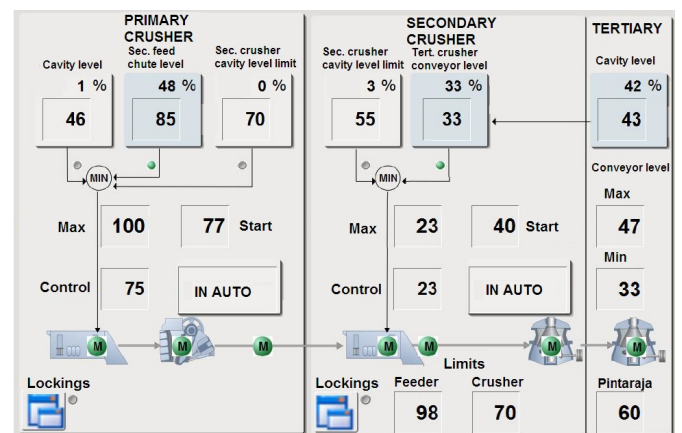 PRIMARY
CRUSHER
Cavity level
Sec. feed
chute level
Sec. crusher
cavity level limit
1 %
48 %
0 %
46
85
70
MIN
Max
100
77
Start
Control
75
IN AUTO
M
M
M
Lockings
SECONDARY
CRUSHER
Sec. crusher
cavity level limit
Tert. crusher
conveyor level
3 %
33 %
55
33
MIN
Max
23
40
Start
Control
23
IN AUTO
M
M
M
Limits
Lockings
Feeder
Crusher
98
70
TERTIARY
Cavity level
42 %
43
Conveyor level
Max
47
Min
33
M
Pintaraja
60